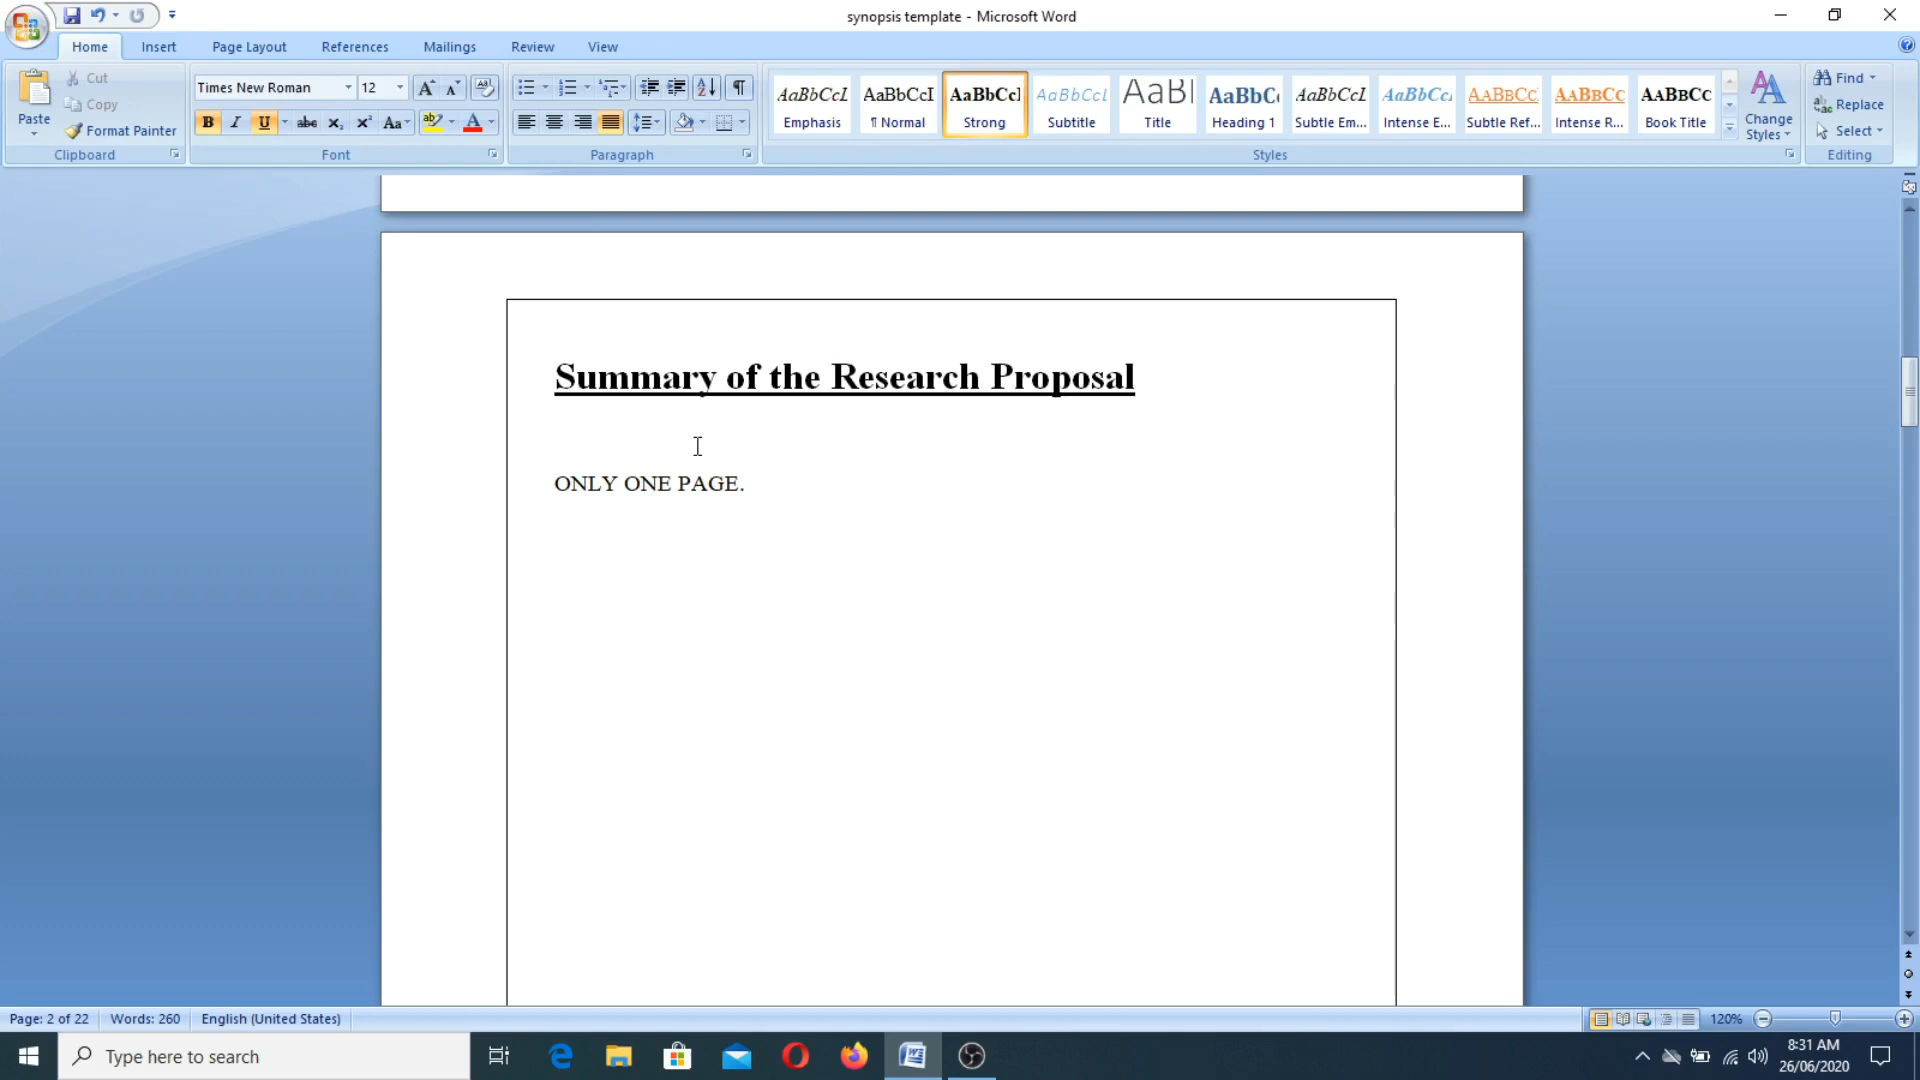 synopsis template - Microsoft Word
Home Insert Page Layout References Mailings Review View
Paste
Cut
Copy
Format Painter
Clipboard
Times New Roman 12
Font
Paragraph
AaBbCcL AaBbCcI AaBbCcI AaBbCcL AaBl AaBbC AaBbCcL AaBbCc AABBCC AABBCC AABBCC
Emphasis ¶ Normal Strong Subtitle Title Heading 1 Subtle Em... Intense E... Subtle Ref... Intense R... Book Title
Styles
Change Styles
Find
Replace
Select
Editing
Summary of the Research Proposal
ONLY ONE PAGE.
Page: 2 of 22 Words: 260 English (United States) 120%
Type here to search
8:31 AM
26/06/2020